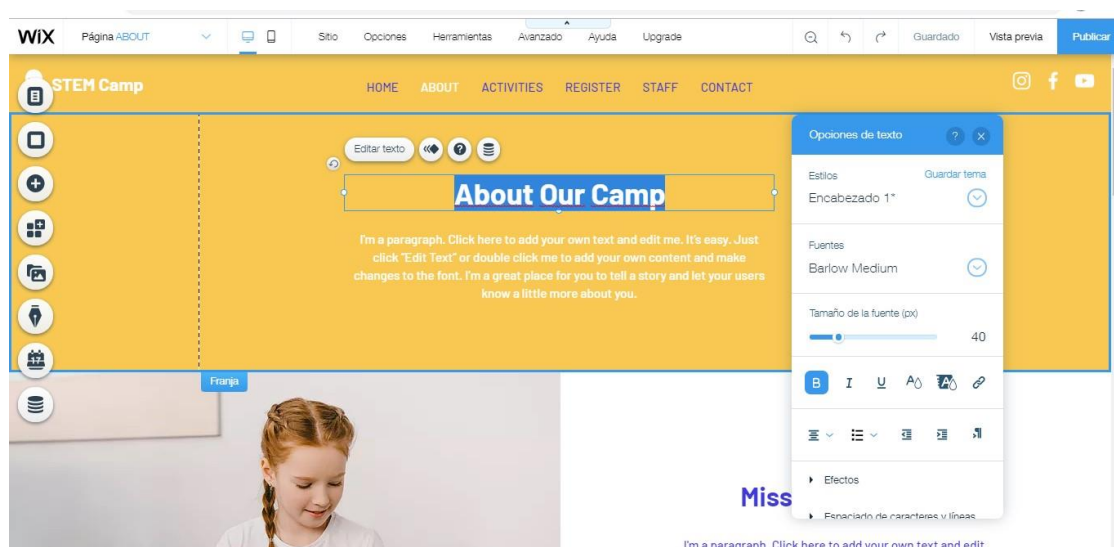 WiX Página ABOUT Sitio Opciones Herramientas Avanzado Ayuda Upgrade Guardado Vista previa Publicar
STEM Camp HOME ABOUT ACTIVITIES REGISTER STAFF CONTACT
Editar texto
About Our Camp
I'm a paragraph. Click here to add your own text and edit me. It's easy. Just
click "Edit Text" or double click me to add your own content and make
changes to the font. I'm a great place for you to tell a story and let your users
know a little more about you.
Franja
Opciones de texto ?
Estilos Guardar tema
Encabezado 1*
Fuentes
Barlow Medium
Tamaño de la fuente (px)
40
B I U A A
Efectos
Espaciado de caracteres y líneas
Miss
I'm a paragraph. Click here to add your own text and edit